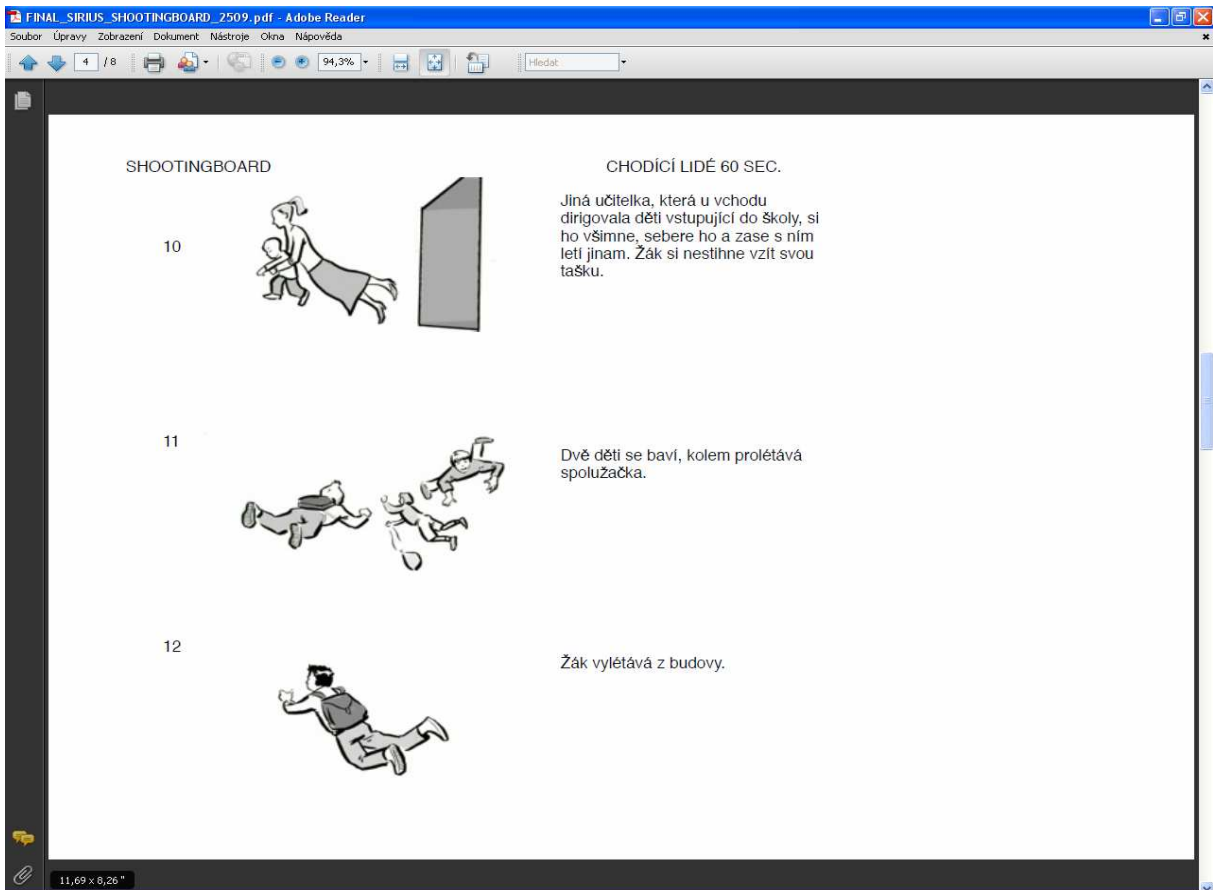 FINAL_SIRIUS_SHOOTINGBOARD_2509.pdf - Adobe Reader
Soubor Úpravy Zobrazení Dokument Nástroje Okna Nápověda
4 / 8 94,3% Hledat
SHOOTINGBOARD
CHODÍCÍ LIDÉ 60 SEC.
10
Jiná učitelka, která u vchodu
dirigovala děti vstupující do školy, si
ho všimne, sebere ho a zase s ním
letí jinam. Žák si nestihne vzít svou
tašku.
11
Dvě děti se baví, kolem prolétává
spolužačka.
12
Žák vylétává z budovy.
11,69 x 8,26 "